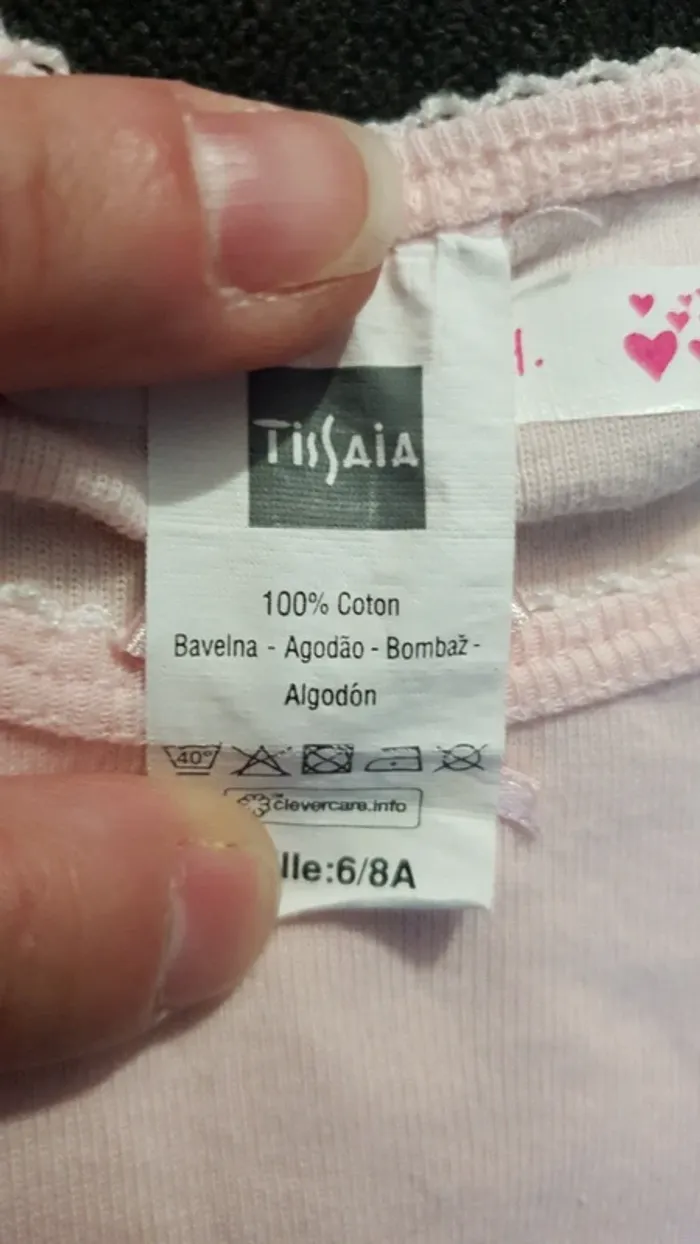 TissAiA
100% Coton
Bavelna - Agodão - Bombaž -
Algodón
40°
clevercare.info
lle:6/8A